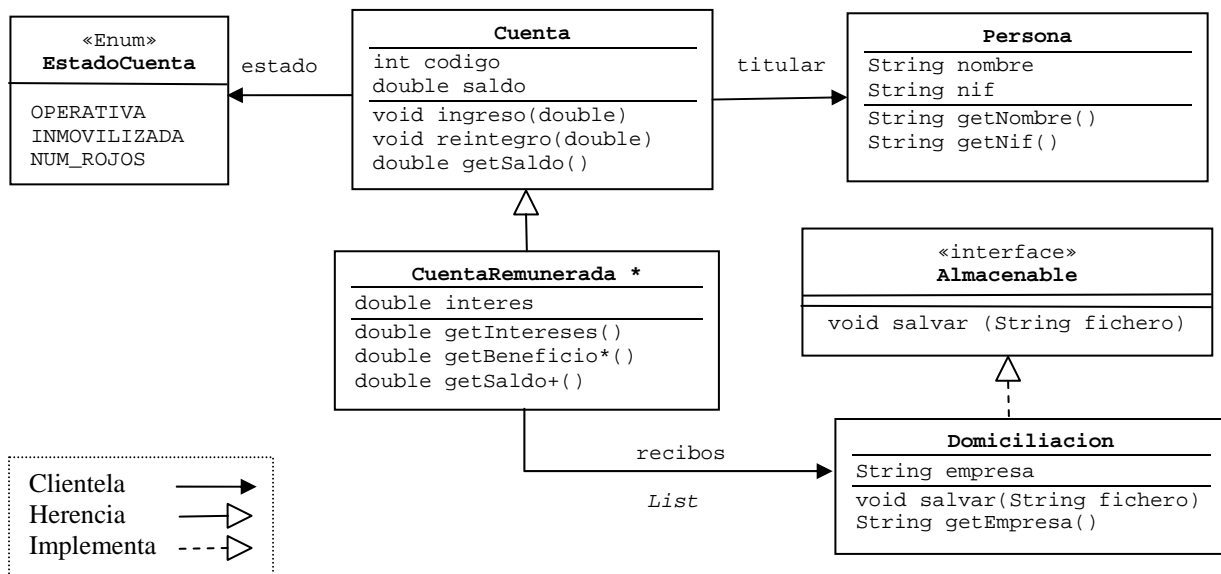 «Enum»
EstadoCuenta
OPERATIVA
INMOVILIZADA
NUM_ROJOS
estado
Cuenta
int codigo
double saldo
void ingreso(double)
void reintegro(double)
double getSaldo()
titular
Persona
String nombre
String nif
String getNombre()
String getNif()
CuentaRemunerada *
double interes
double getIntereses()
double getBeneficio*()
double getSaldo+()
«interface»
Almacenable
void salvar (String fichero)
recibos
List
Domiciliacion
String empresa
void salvar(String fichero)
String getEmpresa()
Clientela
Herencia
Implementa